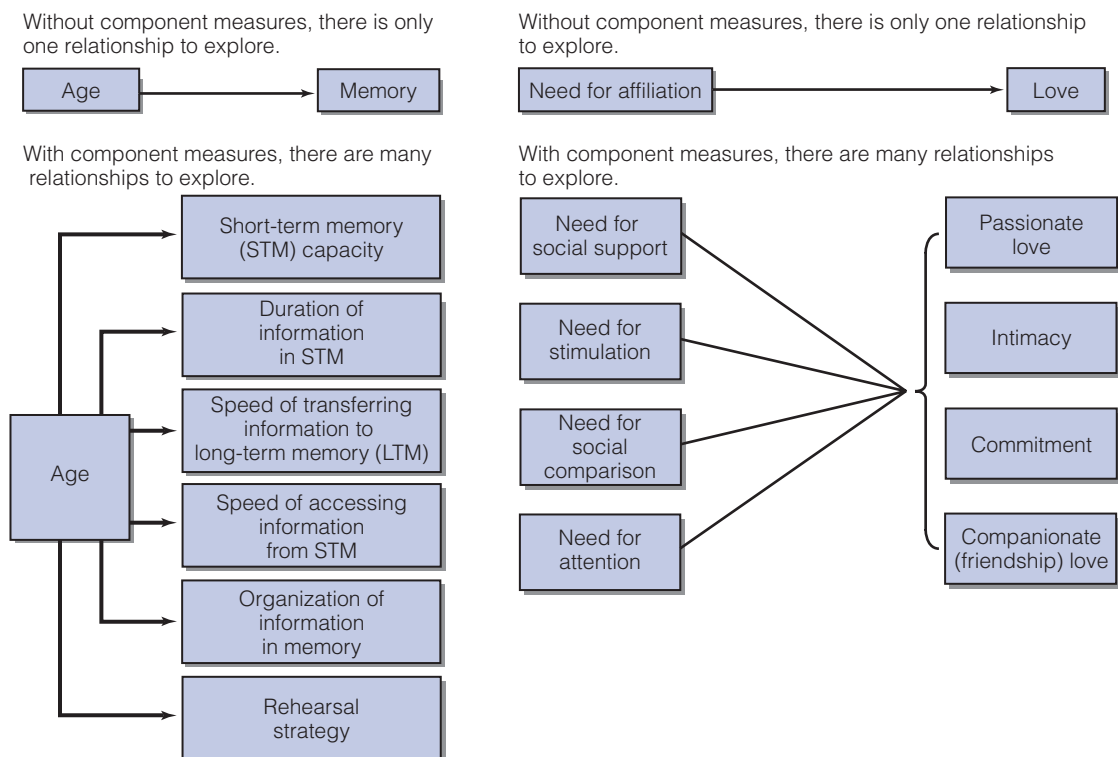 Without component measures, there is only
one relationship to explore.
Age
Memory
With component measures, there are many
relationships to explore.
Short-term memory
(STM) capacity
Duration of
information
in STM
Speed of transferring
information to
long-term memory (LTM)
Age
Speed of accessing
information
from STM
Organization of
information
in memory
Rehearsal
strategy
Without component measures, there is only one relationship
to explore.
Need for affiliation
Love
With component measures, there are many relationships
to explore.
Need for
social support
Need for
stimulation
Need for
social
comparison
Need for
attention
Passionate
love
Intimacy
Commitment
Companionate
(friendship) love